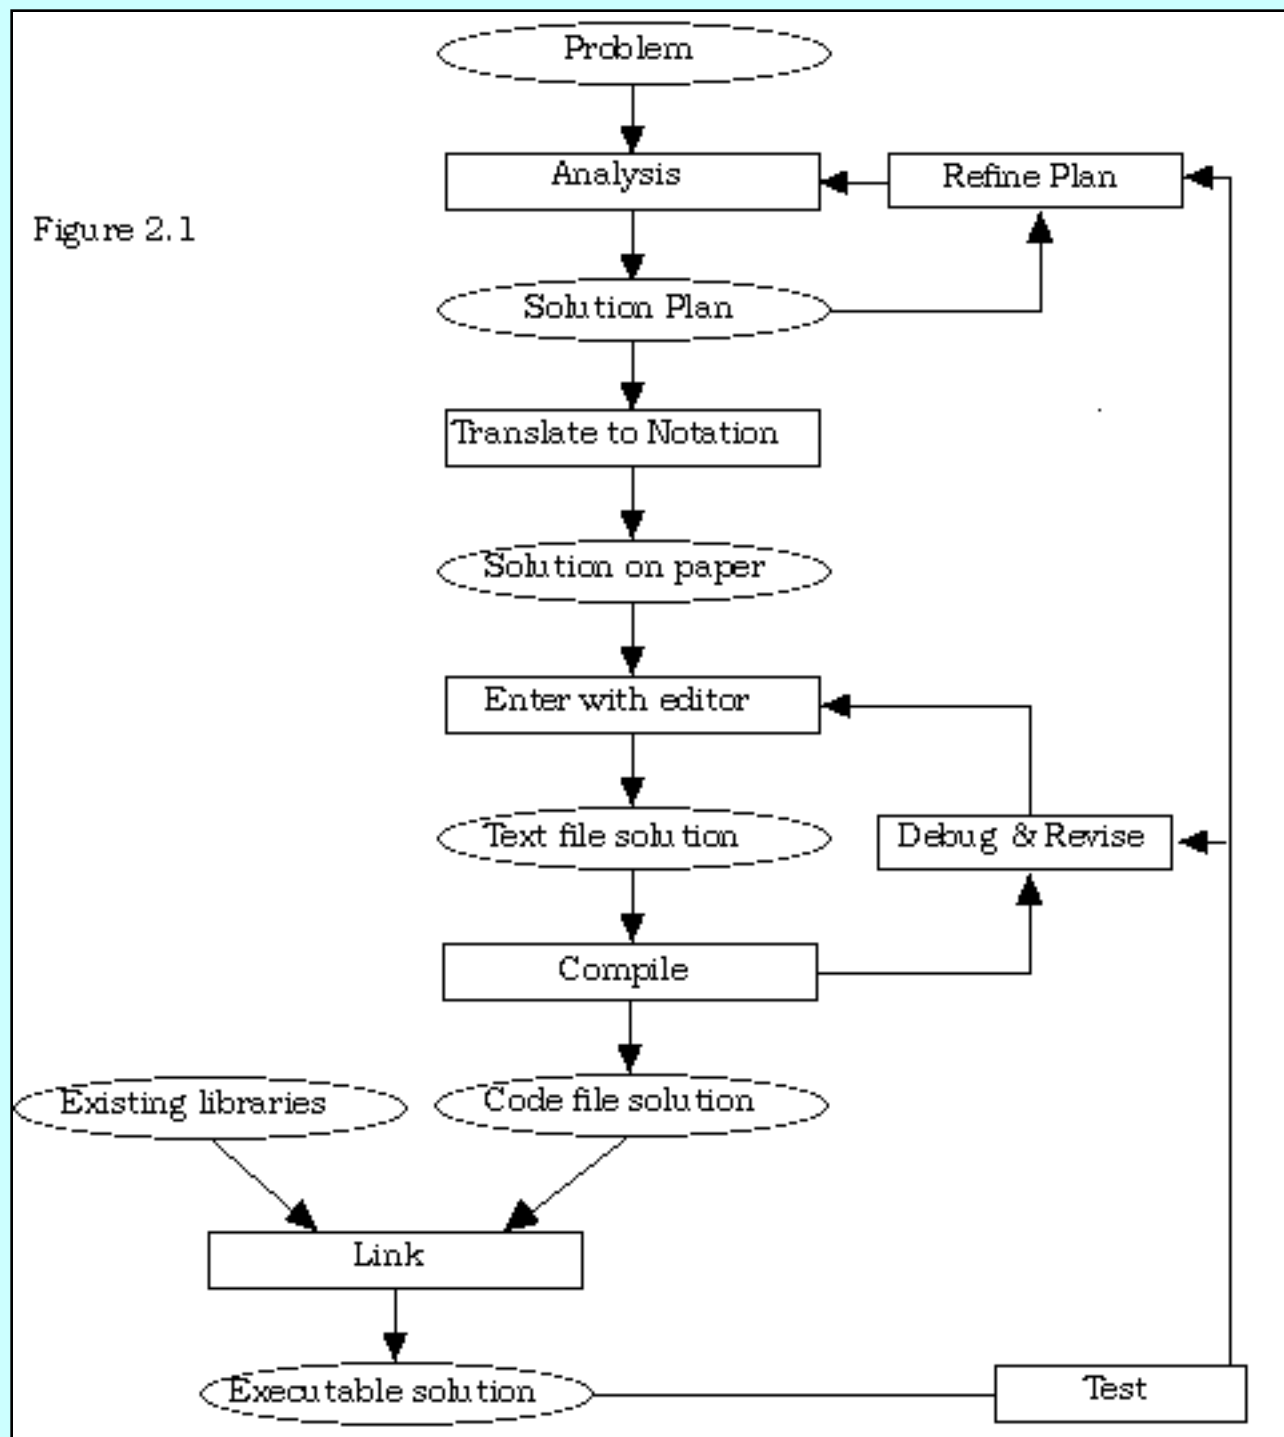 Problem
Analysis
Refine Plan
Figure 2.1
Solution Plan
Translate to Notation
Solution on paper
Enter with editor
Text file solution
Debug & Revise
Compile
Existing libraries
Code file solution
Link
Executable solution
Test